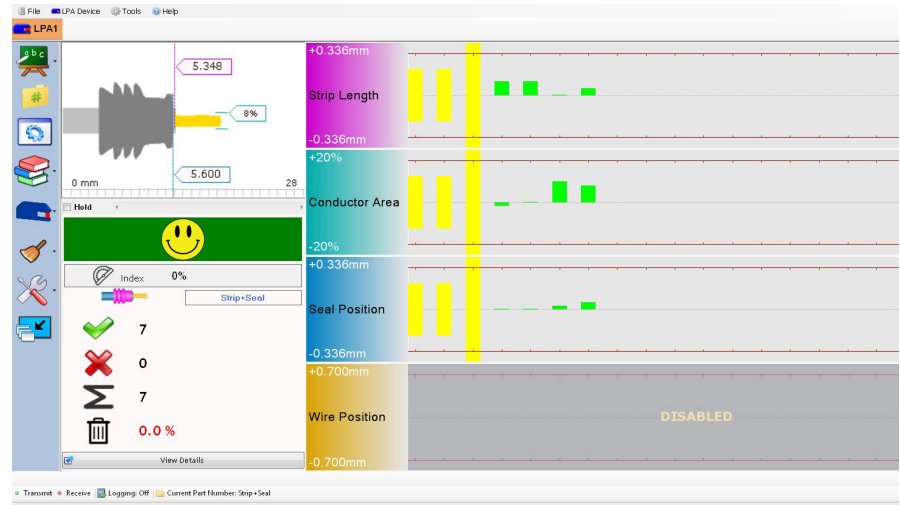 File LPA Device Tools Help
LPA1
abc
#
5.348
8%
5.600
0 mm 28
Hold
Index 0%
Strip+Seal
7
0
7
0.0 %
View Details
+0.336mm
Strip Length
-0.336mm
+20%
Conductor Area
-20%
+0.336mm
Seal Position
-0.336mm
+0.700mm
Wire Position
DISABLED
-0.700mm
Transmit Receive Logging: Off Current Part Number: Strip+Seal